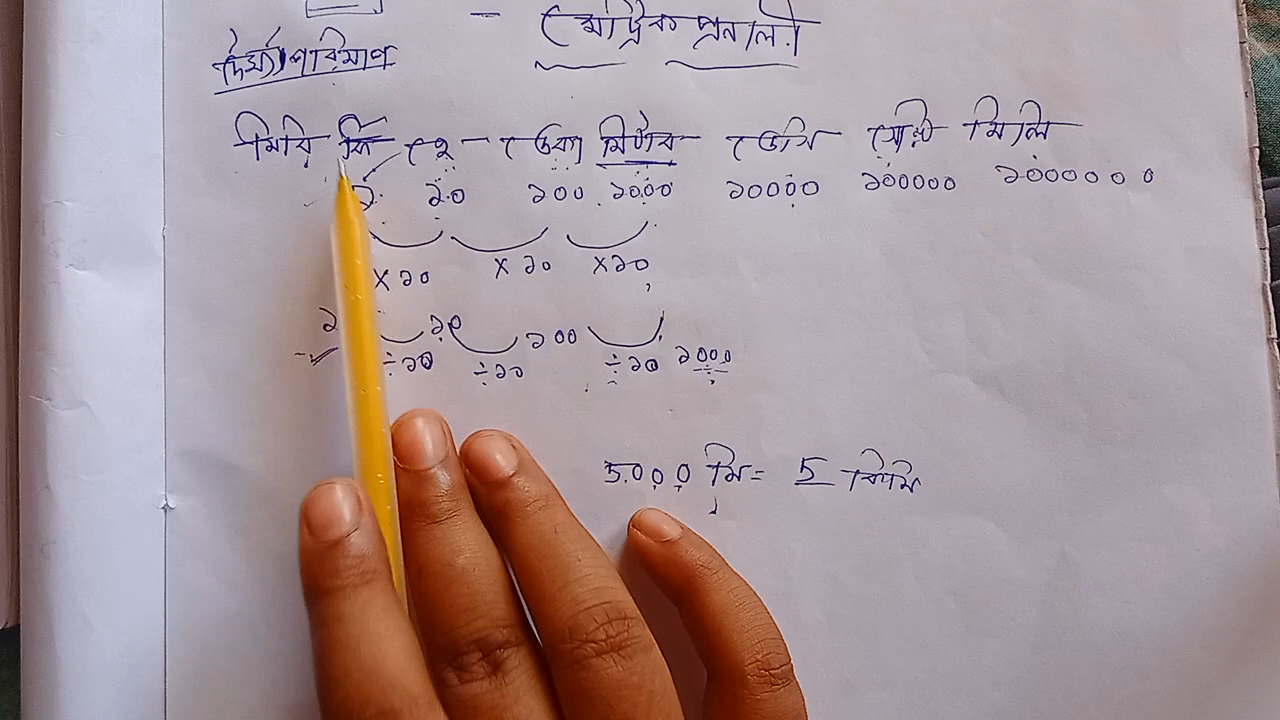 মেট্রিক প্রনালী
দৈর্ঘ্য পরিমাপ
কি হে ডেকা মিটার ডেসি সেন্টি মিলি
১ ১০ ১০০ ১০০০ ১০০০০ ১০০০০০ ১০০০০০০
X ১০ X ১০ X ১০
১ ১০ ১০০ ১০০০
÷ ১০ ÷ ১০ ÷ ১০
5000 মি = 5 কিমি